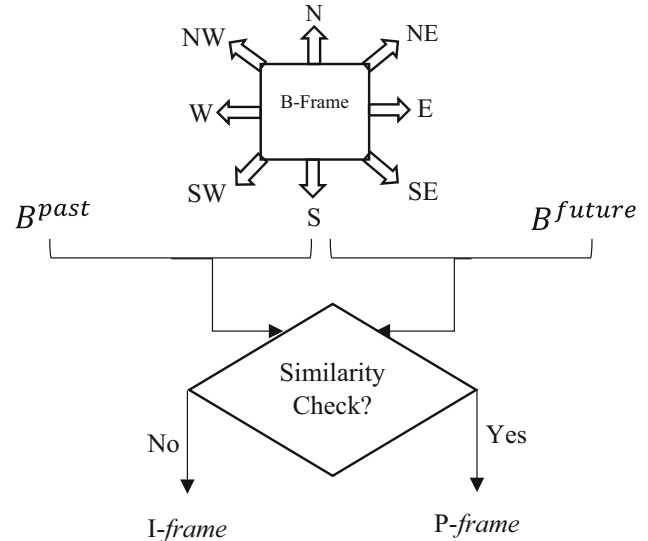 N
NW
NE
B-Frame
W
E
SW
SE
S
B^past
B^future
Similarity
Check?
No
Yes
I-frame
P-frame